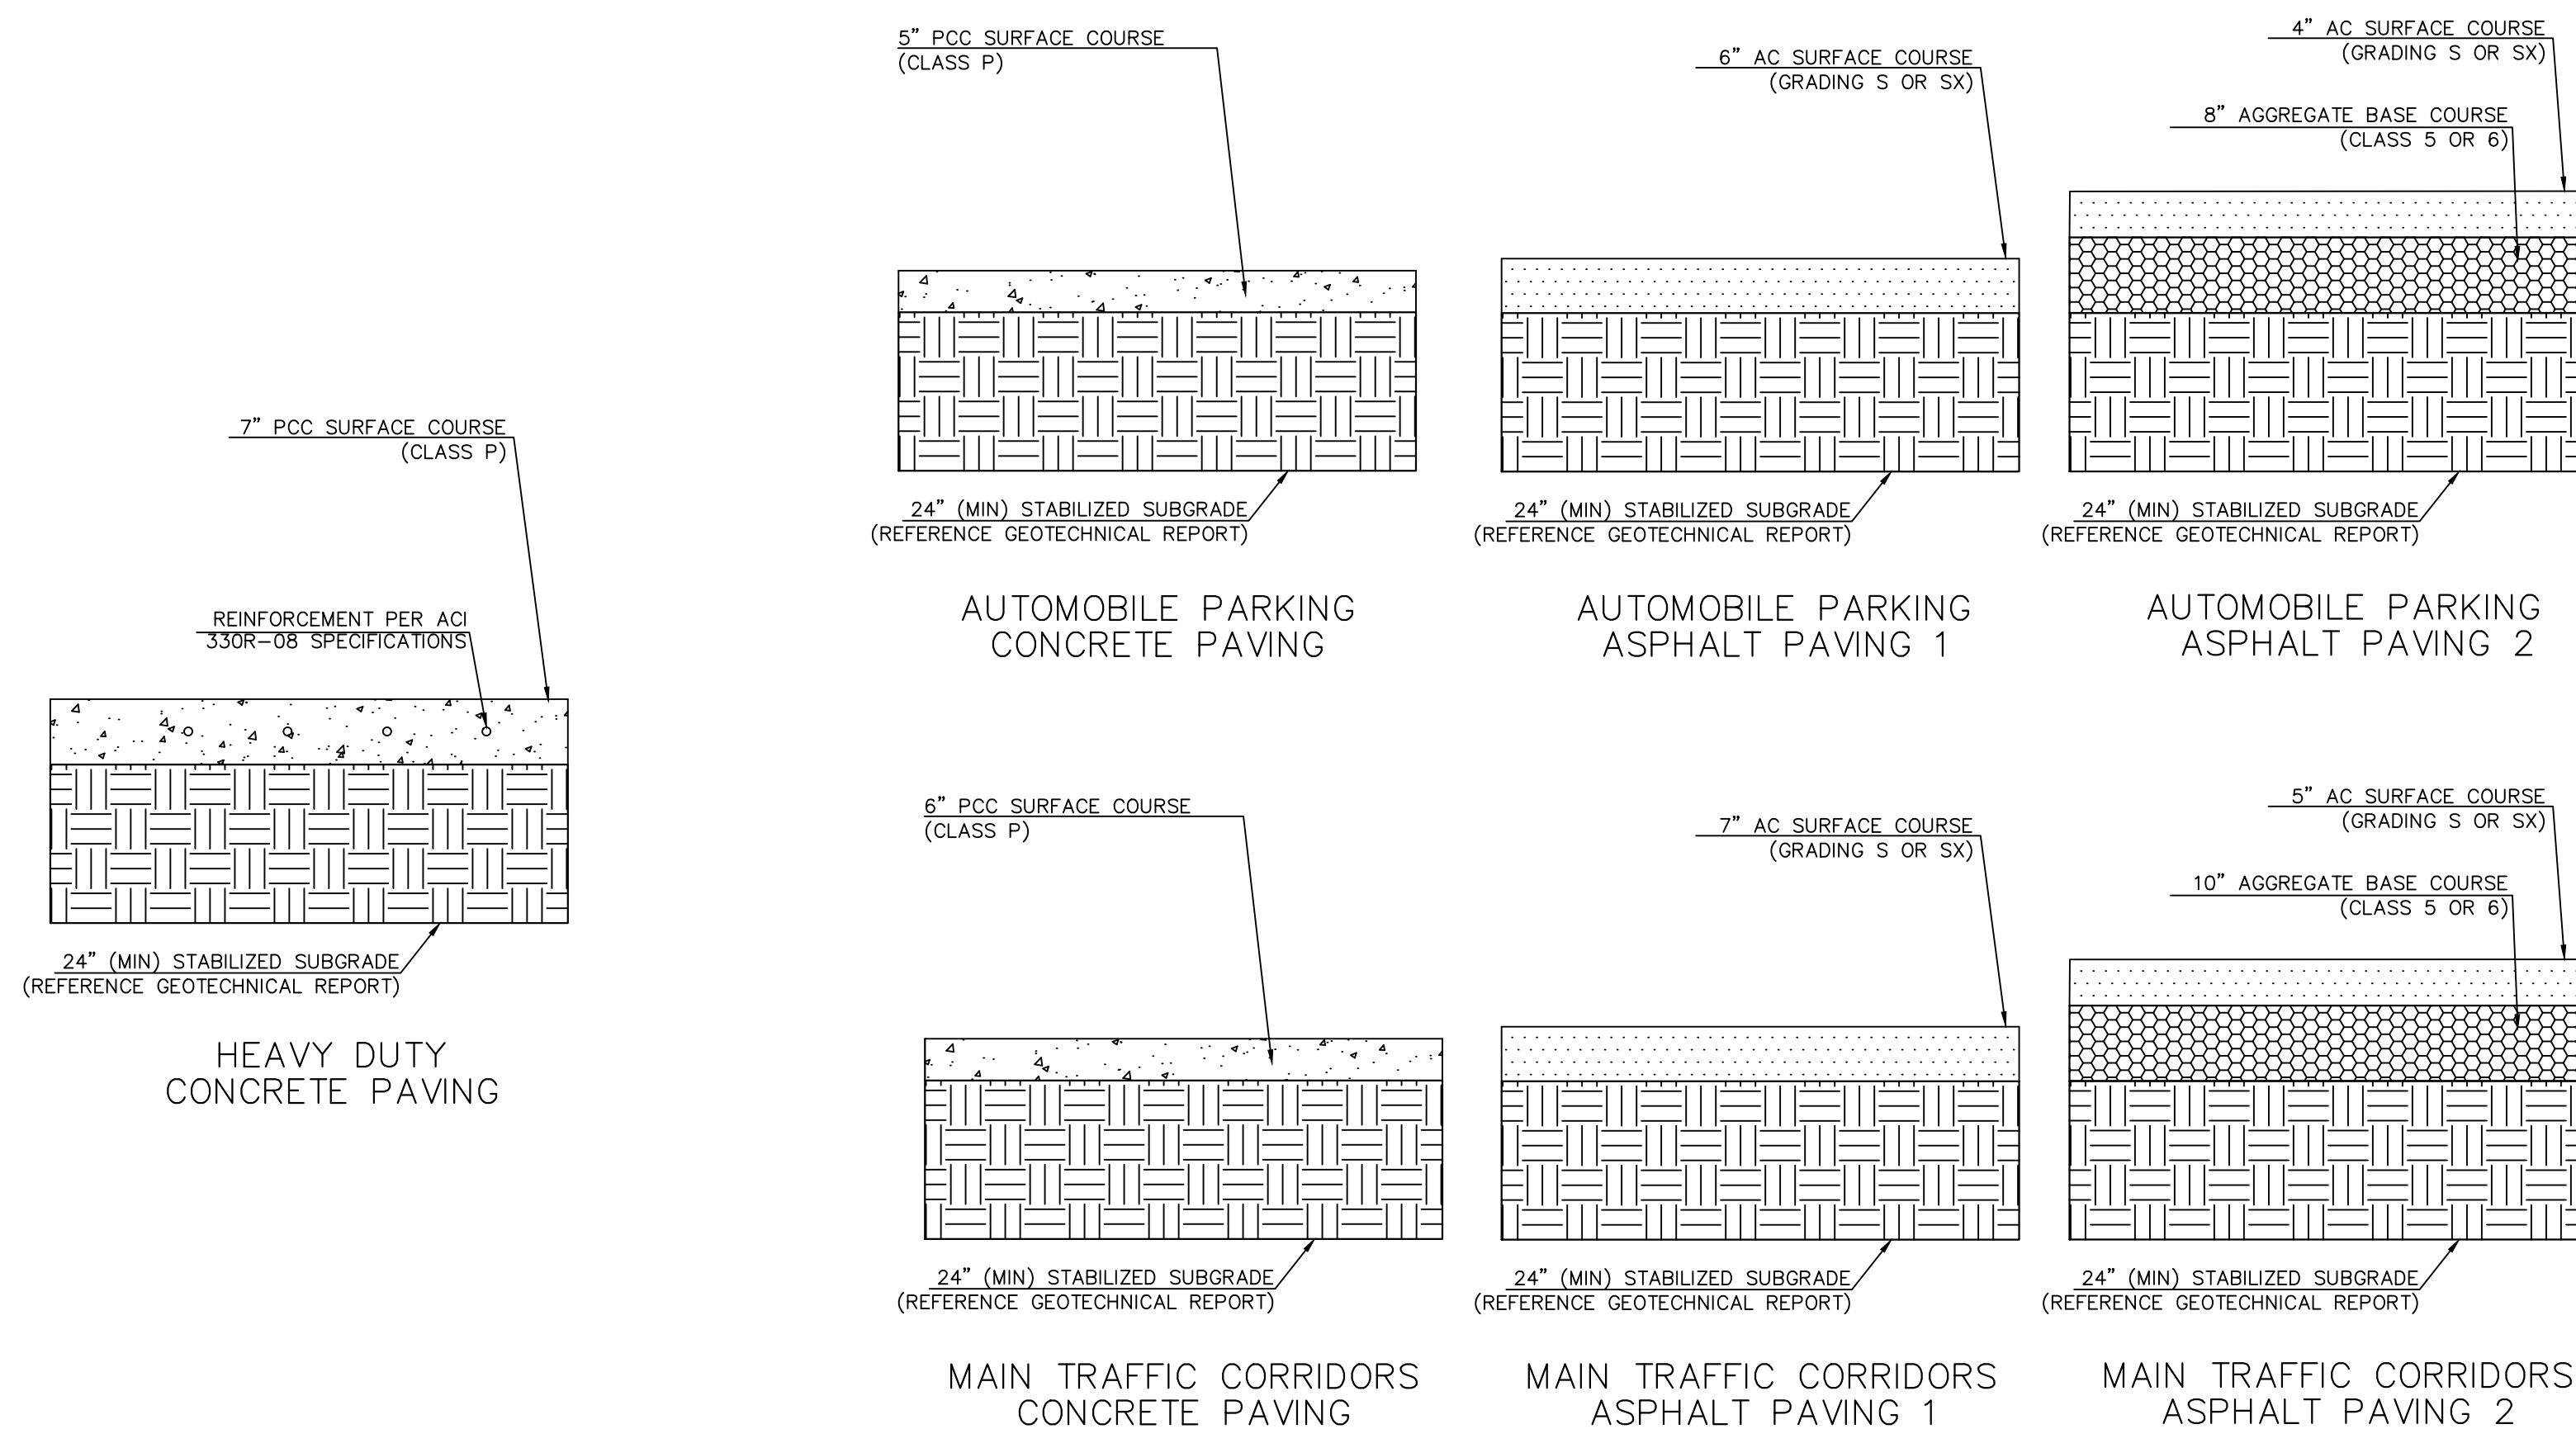 7” PCC SURFACE COURSE
(CLASS P)
REINFORCEMENT PER ACI
330R-08 SPECIFICATIONS
24” (MIN) STABILIZED SUBGRADE
(REFERENCE GEOTECHNICAL REPORT)
HEAVY DUTY
CONCRETE PAVING
5” PCC SURFACE COURSE
(CLASS P)
24” (MIN) STABILIZED SUBGRADE
(REFERENCE GEOTECHNICAL REPORT)
AUTOMOBILE PARKING
CONCRETE PAVING
6” AC SURFACE COURSE
(GRADING S OR SX)
24” (MIN) STABILIZED SUBGRADE
(REFERENCE GEOTECHNICAL REPORT)
AUTOMOBILE PARKING
ASPHALT PAVING 1
4” AC SURFACE COURSE
(GRADING S OR SX)
8” AGGREGATE BASE COURSE
(CLASS 5 OR 6)
24” (MIN) STABILIZED SUBGRADE
(REFERENCE GEOTECHNICAL REPORT)
AUTOMOBILE PARKING
ASPHALT PAVING 2
6” PCC SURFACE COURSE
(CLASS P)
24” (MIN) STABILIZED SUBGRADE
(REFERENCE GEOTECHNICAL REPORT)
MAIN TRAFFIC CORRIDORS
CONCRETE PAVING
7” AC SURFACE COURSE
(GRADING S OR SX)
24” (MIN) STABILIZED SUBGRADE
(REFERENCE GEOTECHNICAL REPORT)
MAIN TRAFFIC CORRIDORS
ASPHALT PAVING 1
5” AC SURFACE COURSE
(GRADING S OR SX)
10” AGGREGATE BASE COURSE
(CLASS 5 OR 6)
24” (MIN) STABILIZED SUBGRADE
(REFERENCE GEOTECHNICAL REPORT)
MAIN TRAFFIC CORRIDORS
ASPHALT PAVING 2